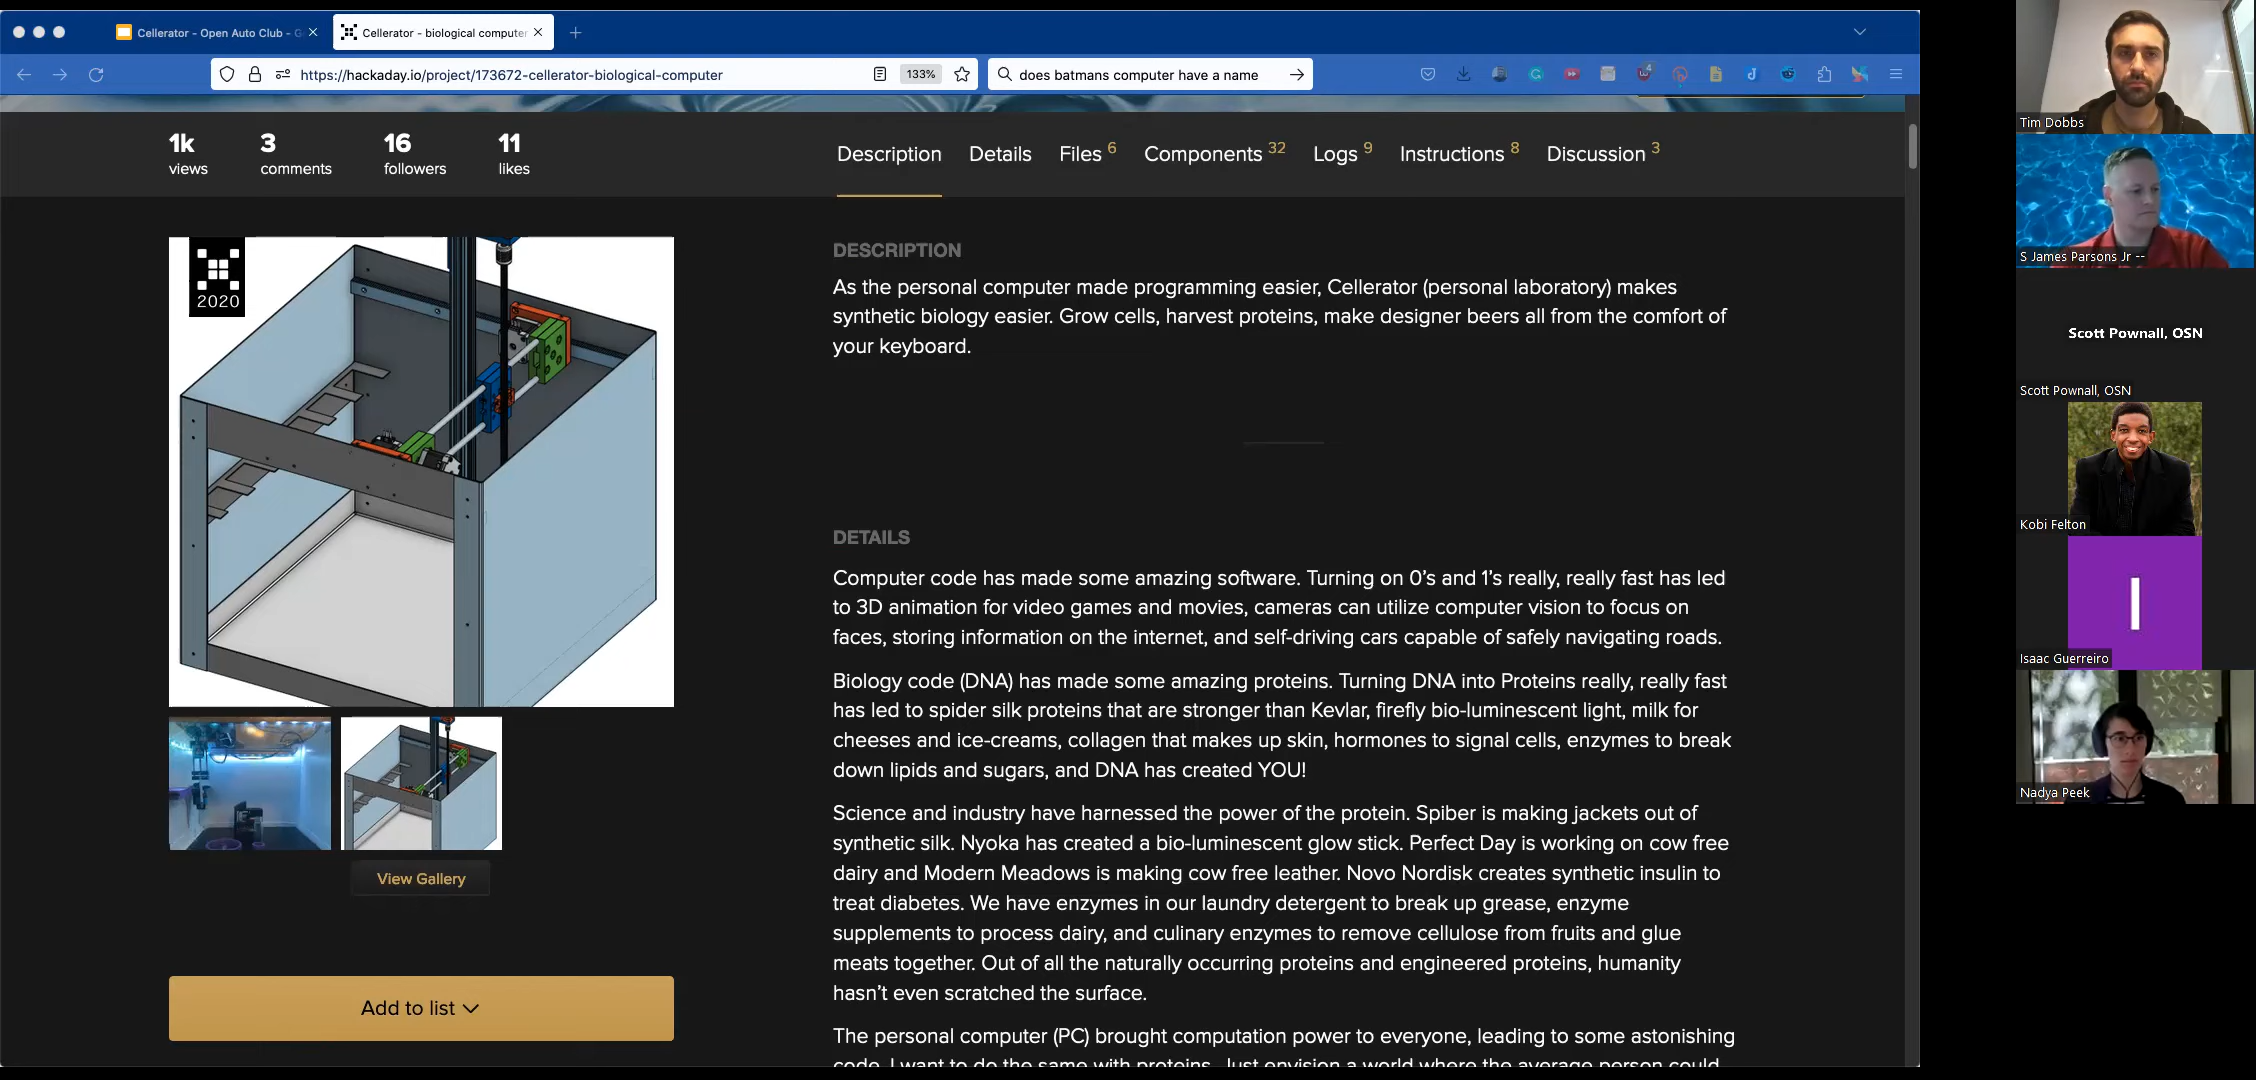 Cellerator - Open Auto Club - G
Cellerator - biological computer
https://hackaday.io/project/173672-cellerator-biological-computer
133%
does batmans computer have a name
1k
views
3
comments
16
followers
11
likes
Description
Details
Files 6
Components 32
Logs 9
Instructions 8
Discussion 3
2020
View Gallery
Add to list
DESCRIPTION
As the personal computer made programming easier, Cellerator (personal laboratory) makes
synthetic biology easier. Grow cells, harvest proteins, make designer beers all from the comfort of
your keyboard.
DETAILS
Computer code has made some amazing software. Turning on 0's and 1's really, really fast has led
to 3D animation for video games and movies, cameras can utilize computer vision to focus on
faces, storing information on the internet, and self-driving cars capable of safely navigating roads.
Biology code (DNA) has made some amazing proteins. Turning DNA into Proteins really, really fast
has led to spider silk proteins that are stronger than Kevlar, firefly bio-luminescent light, milk for
cheeses and ice-creams, collagen that makes up skin, hormones to signal cells, enzymes to break
down lipids and sugars, and DNA has created YOU!
Science and industry have harnessed the power of the protein. Spiber is making jackets out of
synthetic silk. Nyoka has created a bio-luminescent glow stick. Perfect Day is working on cow free
dairy and Modern Meadows is making cow free leather. Novo Nordisk creates synthetic insulin to
treat diabetes. We have enzymes in our laundry detergent to break up grease, enzyme
supplements to process dairy, and culinary enzymes to remove cellulose from fruits and glue
meats together. Out of all the naturally occurring proteins and engineered proteins, humanity
hasn't even scratched the surface.
The personal computer (PC) brought computation power to everyone, leading to some astonishing
code. I want to do the same with proteins. Just envision a world where the average person could
Tim Dobbs
S James Parsons Jr --
Scott Pownall, OSN
Scott Pownall, OSN
Kobi Felton
I
Isaac Guerreiro
Nadya Peek